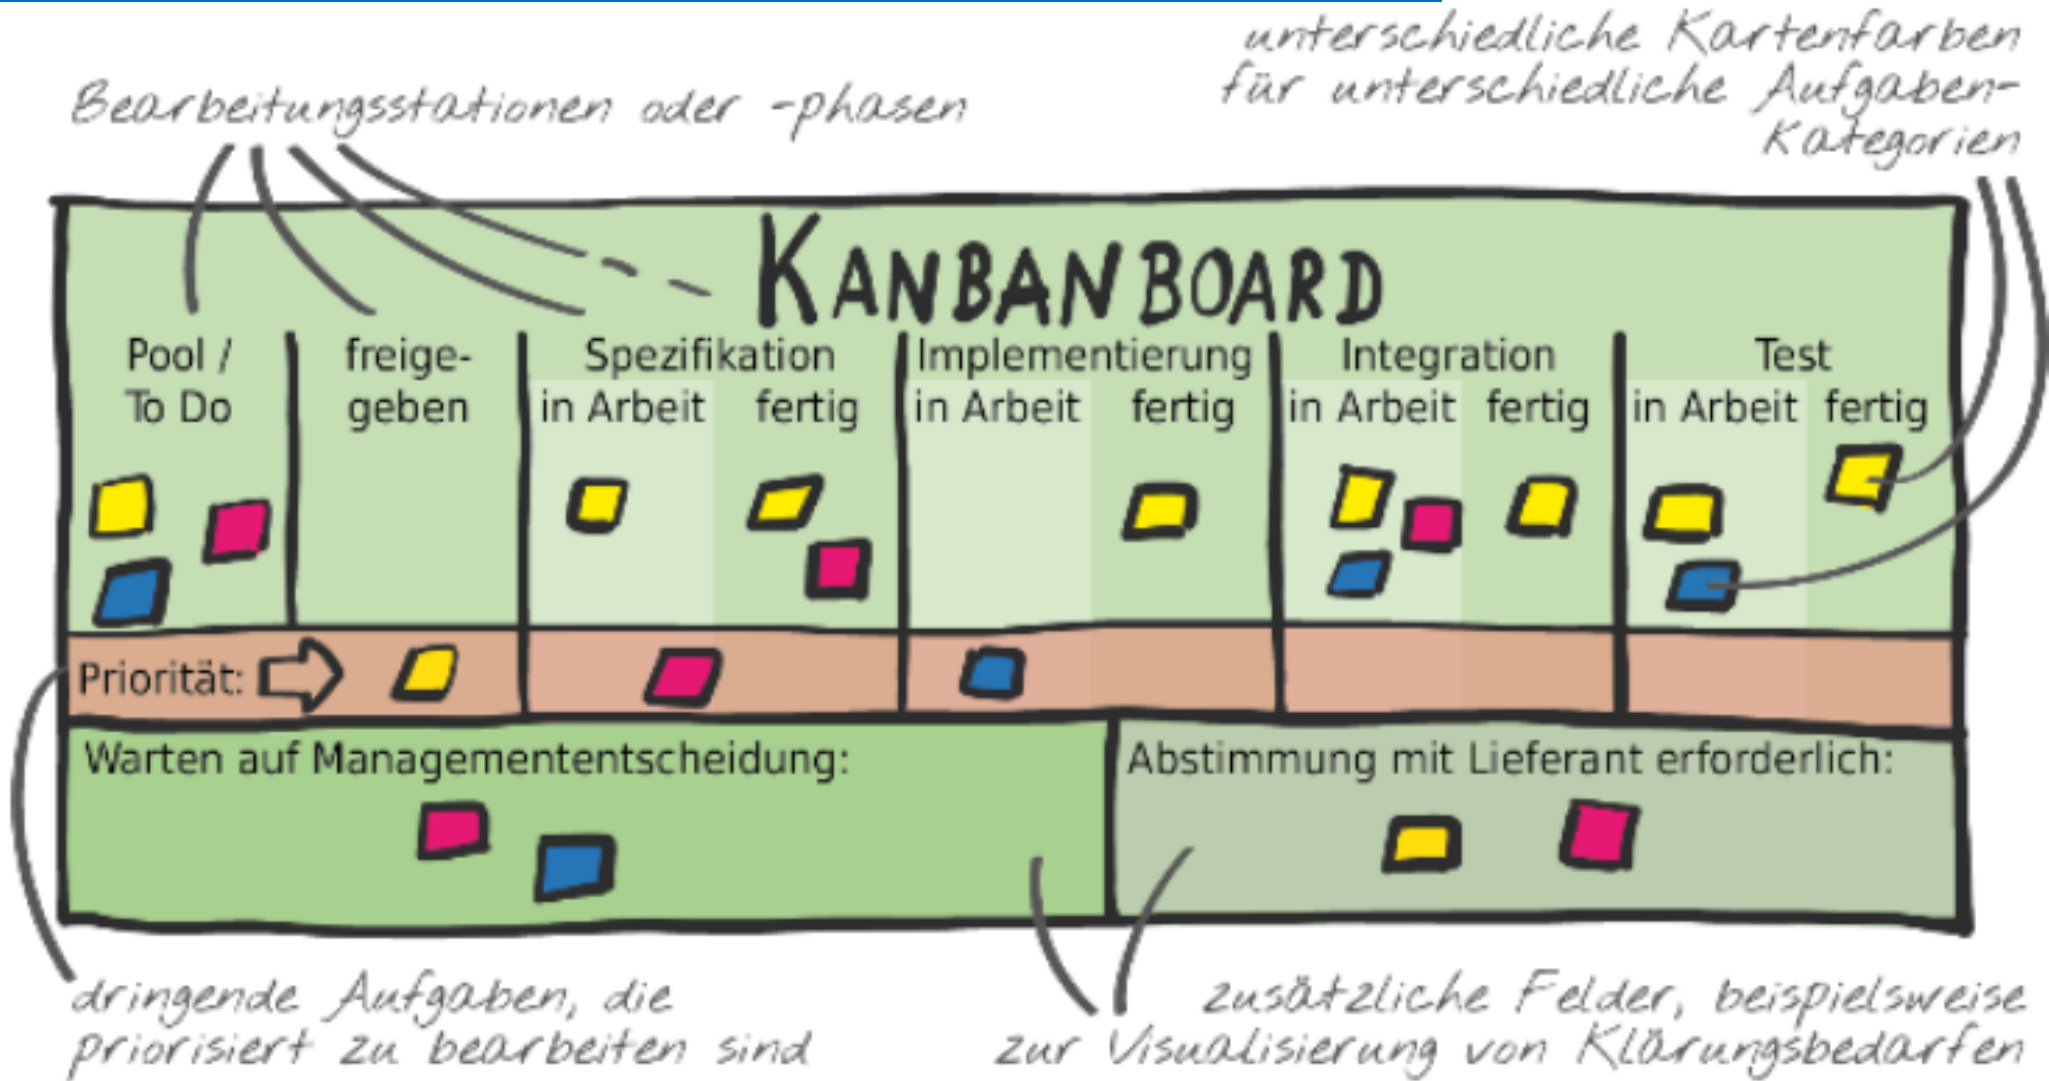 unterschiedliche Kartenfarben
für unterschiedliche Aufgaben-
Kategorien
Bearbeitungsstationen oder -phasen
KANBANBOARD
Pool /
To Do
freige-
geben
Spezifikation
in Arbeit fertig
Implementierung
in Arbeit fertig
Integration
in Arbeit fertig
Test
in Arbeit fertig
Priorität:
Warten auf Managemententscheidung:
Abstimmung mit Lieferant erforderlich:
dringende Aufgaben, die
priorisiert zu bearbeiten sind
zusätzliche Felder, beispielsweise
zur Visualisierung von Klärungsbedarfen